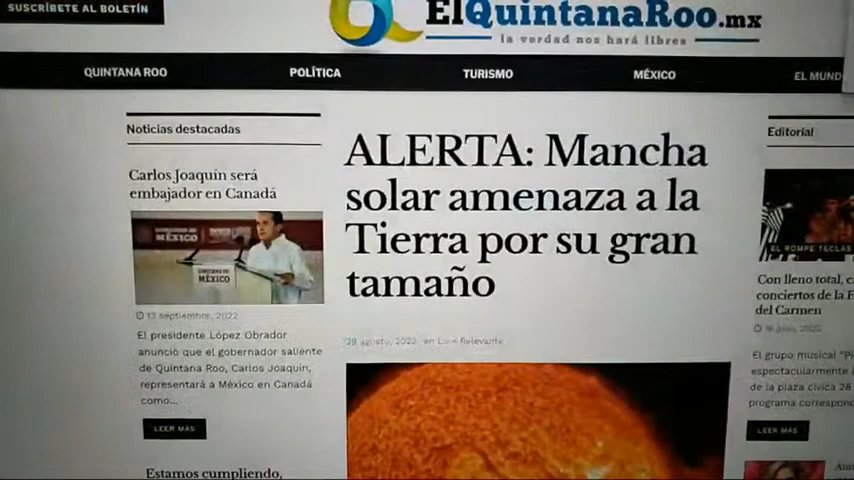 SUSCRÍBETE AL BOLETÍN
ElQuintanaRoo.mx
la verdad nos hará libres
QUINTANA ROO
POLÍTICA
TURISMO
MÉXICO
EL MUND
Noticias destacadas
Carlos Joaquín será
embajador en Canadá
MÉXICO
GOBIERNO DE
MÉXICO
13 septiembre, 2022
El presidente López Obrador
anunció que el gobernador saliente
de Quintana Roo, Carlos Joaquín,
representará a México en Canadá
como...
LEER MÁS
Estamos cumpliendo,
ALERTA: Mancha
solar amenaza a la
Tierra por su gran
tamaño
29 agosto, 2022 en Lo + Relevante
Editorial
EL ROMPE TECLAS
Con lleno total, c
conciertos de la F
del Carmen
2022
El grupo musical "Pi
espectacularmente
de la plaza cívica 28
programa correspon
LEER MÁS